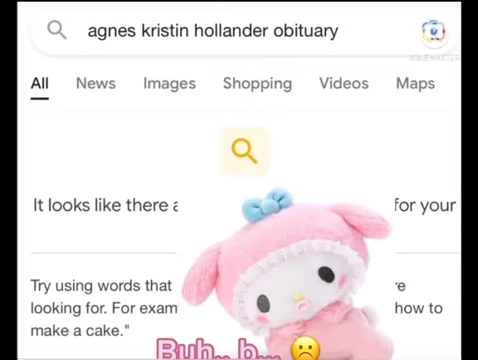 agnes kristin hollander obituary
KINEMASTER
All News Images Shopping Videos Maps
It looks like there a for your
Try using words that re
looking for. For exam how to
make a cake."
Buh.. b... ☹️